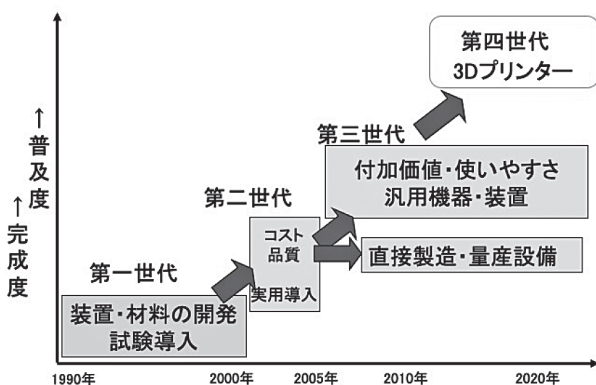 第四世代
3Dプリンター
第三世代
付加価値・使いやすさ
汎用機器・装置
第二世代
コスト
品質
実用導入
直接製造・量産設備
第一世代
装置・材料の開発
試験導入
↑普及度
↑完成度
1990年
2000年
2005年
2010年
2020年